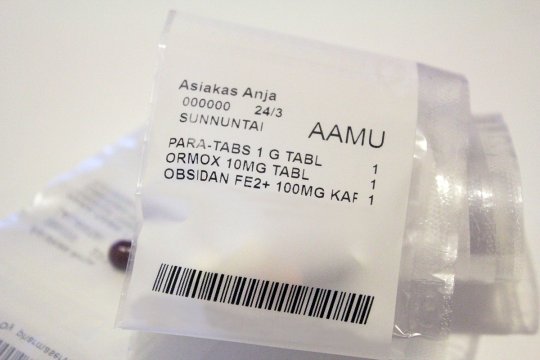 Asiakas Anja
000000 24/3
SUNNUNTAI AAMU
PARA-TABS 1 G TABL 1
ORMOX 10MG TABL 1
OBSIDAN FE2+ 100MG KAP 1